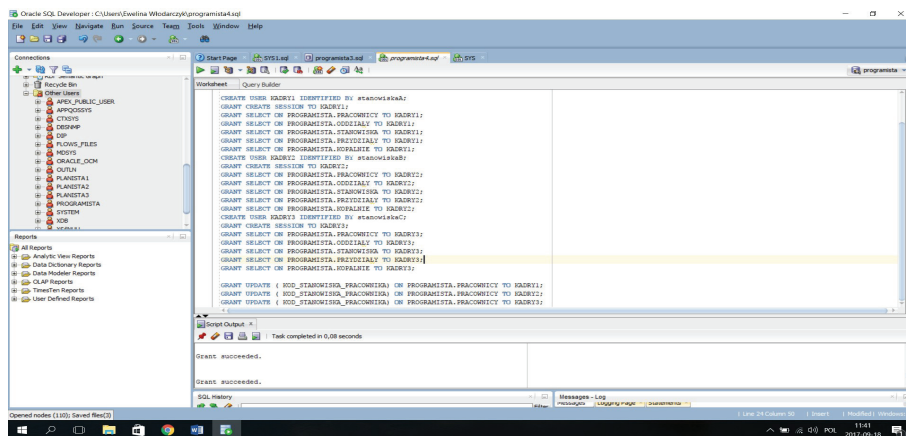 Oracle SQL Developer : C:\Users\Ewelina Wlodarczyk\programista4.sql
File Edit View Navigate Run Source Team Tools Window Help
Connections
Recycle Bin
Other Users
APEX_PUBLIC_USER
APPQOSSYS
CTXSYS
DBSNMP
DIP
FLOWS_FILES
MDSYS
ORACLE_OCM
OUTLN
PLANISTA1
PLANISTA2
PLANISTA3
PROGRAMISTA
SYSTEM
XDB
Reports
All Reports
Analytic View Reports
Data Dictionary Reports
Data Modeler Reports
OLAP Reports
TimesTen Reports
User Defined Reports
Start Page SYS1.sql programista3.sql programista4.sql SYS
programista
Worksheet Query Builder
CREATE USER KADRY1 IDENTIFIED BY stanowiskaA;
GRANT CREATE SESSION TO KADRY1;
GRANT SELECT ON PROGRAMISTA.PRACOWNICY TO KADRY1;
GRANT SELECT ON PROGRAMISTA.ODDZIALY TO KADRY1;
GRANT SELECT ON PROGRAMISTA.STANOWISKA TO KADRY1;
GRANT SELECT ON PROGRAMISTA.PRZYDZIALY TO KADRY1;
GRANT SELECT ON PROGRAMISTA.KOPALNIE TO KADRY1;
CREATE USER KADRY2 IDENTIFIED BY stanowiskaB;
GRANT CREATE SESSION TO KADRY2;
GRANT SELECT ON PROGRAMISTA.PRACOWNICY TO KADRY2;
GRANT SELECT ON PROGRAMISTA.ODDZIALY TO KADRY2;
GRANT SELECT ON PROGRAMISTA.STANOWISKA TO KADRY2;
GRANT SELECT ON PROGRAMISTA.PRZYDZIALY TO KADRY2;
GRANT SELECT ON PROGRAMISTA.KOPALNIE TO KADRY2;
CREATE USER KADRY3 IDENTIFIED BY stanowiskaC;
GRANT CREATE SESSION TO KADRY3;
GRANT SELECT ON PROGRAMISTA.PRACOWNICY TO KADRY3;
GRANT SELECT ON PROGRAMISTA.ODDZIALY TO KADRY3;
GRANT SELECT ON PROGRAMISTA.STANOWISKA TO KADRY3;
GRANT SELECT ON PROGRAMISTA.PRZYDZIALY TO KADRY3;
GRANT SELECT ON PROGRAMISTA.KOPALNIE TO KADRY3;
GRANT UPDATE ( KOD_STANOWISKA_PRACOWNIKA) ON PROGRAMISTA.PRACOWNICY TO KADRY1;
GRANT UPDATE ( KOD_STANOWISKA_PRACOWNIKA) ON PROGRAMISTA.PRACOWNICY TO KADRY2;
GRANT UPDATE ( KOD_STANOWISKA_PRACOWNIKA) ON PROGRAMISTA.PRACOWNICY TO KADRY3;
Script Output
Task completed in 0,08 seconds
Grant succeeded.
Grant succeeded.
SQL History
Messages - Log
Messages Logging Page Statements
Opened nodes (110); Saved files(3)
Line 24 Column 50 Insert Modified Windows:
POL
11:41
2017-09-18